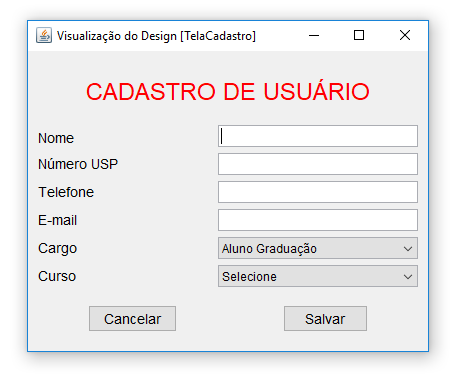 Visualização do Design [TelaCadastro]
CADASTRO DE USUÁRIO
Nome
Número USP
Telefone
E-mail
Cargo Aluno Graduação
Curso Selecione
Cancelar Salvar